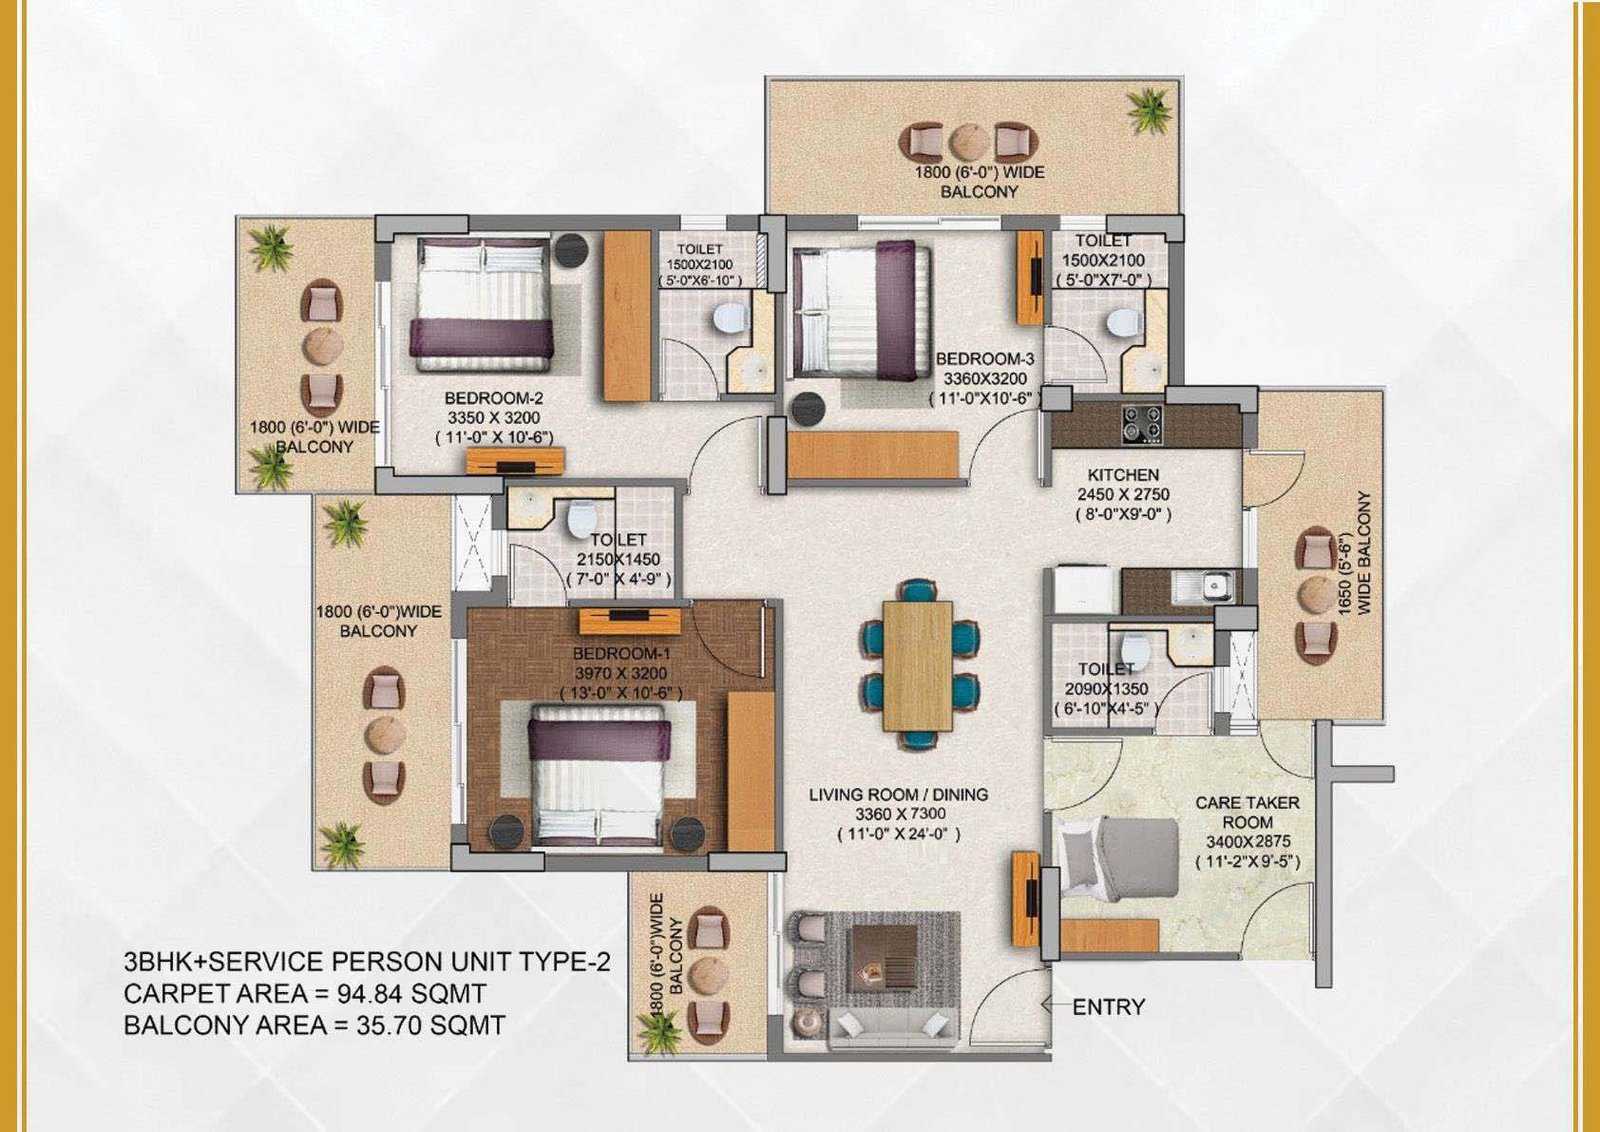 1800 (6'-0") WIDE
BALCONY
TOILET
1500X2100
( 5'-0"X6'-10" )
TOILET
1500X2100
( 5'-0"X7'-0" )
BEDROOM-2
3350 X 3200
( 11'-0" X 10'-6")
BEDROOM-3
3360X3200
( 11'-0"X10'-6" )
1800 (6'-0") WIDE
BALCONY
KITCHEN
2450 X 2750
( 8'-0"X9'-0" )
1650 (5'-6")
WIDE BALCONY
TOILET
2150X1450
( 7'-0" X 4'-9" )
1800 (6'-0")WIDE
BALCONY
BEDROOM-1
3970 X 3200
( 13'-0" X 10'-6" )
TOILET
2090X1350
( 6'-10"X4'-5" )
LIVING ROOM / DINING
3360 X 7300
( 11'-0" X 24'-0" )
CARE TAKER
ROOM
3400X2875
( 11'-2"X 9'-5")
1800 (6'-0")WIDE
BALCONY
ENTRY
3BHK+SERVICE PERSON UNIT TYPE-2
CARPET AREA = 94.84 SQMT
BALCONY AREA = 35.70 SQMT